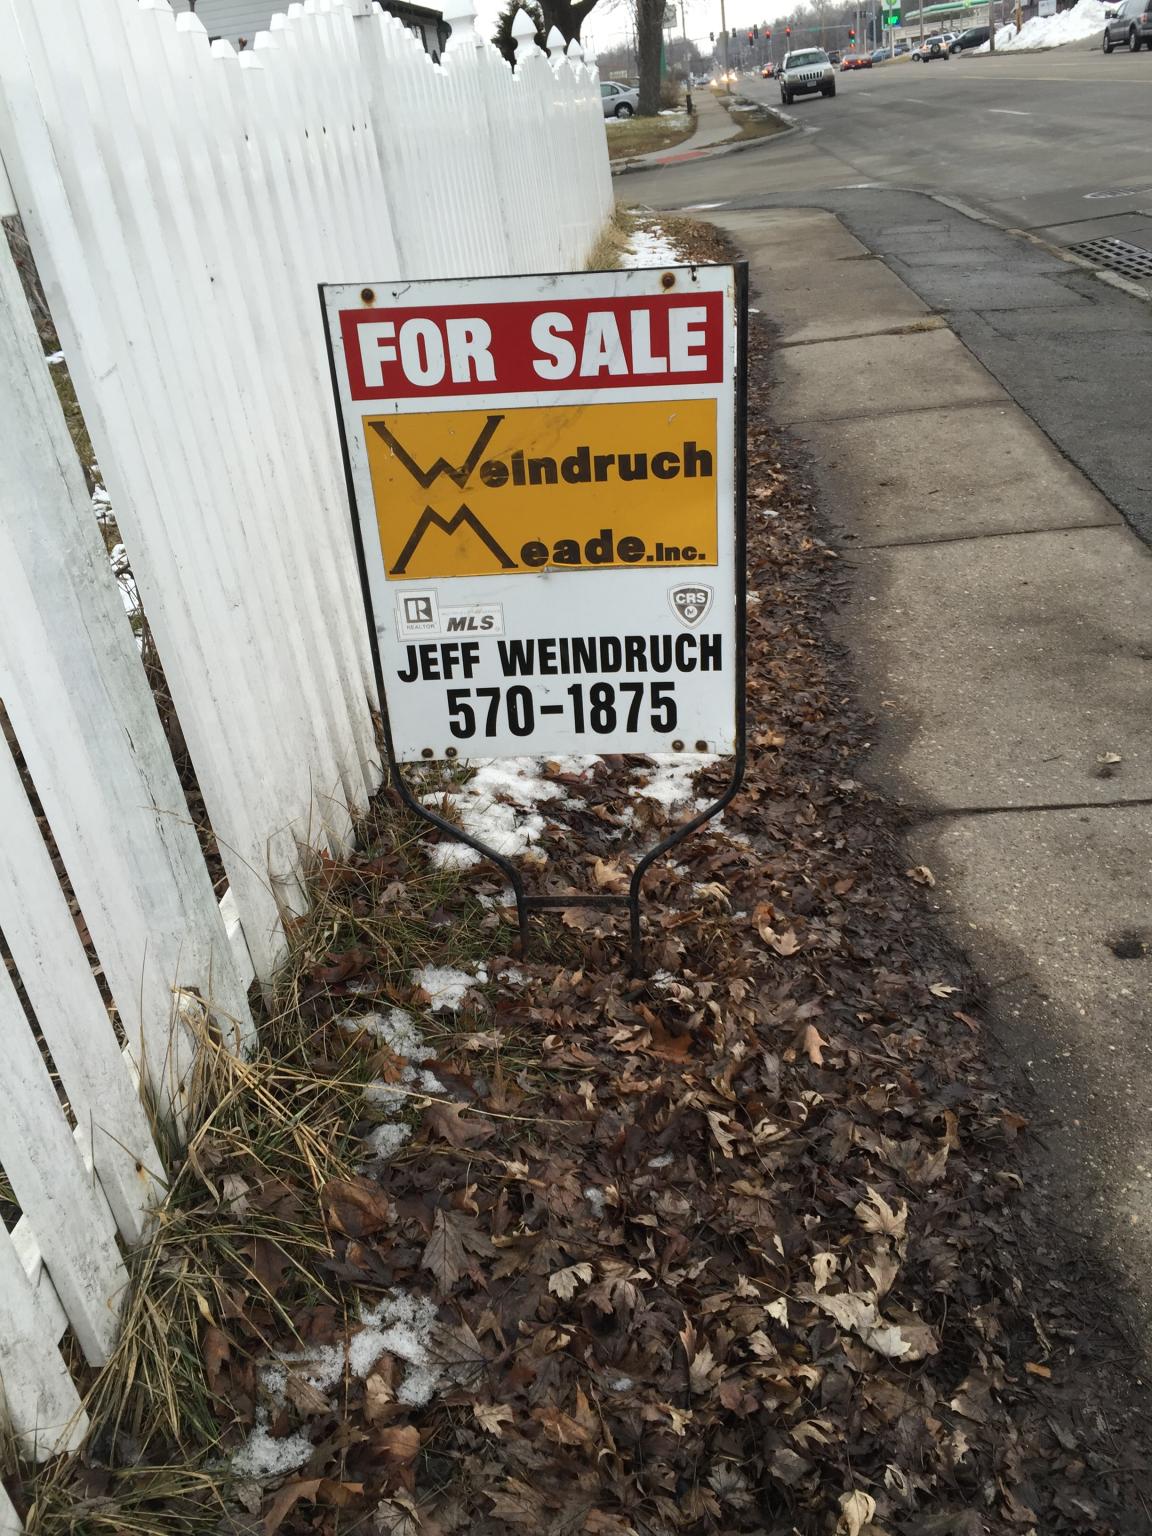 FOR SALE
Weindruch
Meade.Inc.
R
REALTOR
MLS
CRS
JEFF WEINDRUCH
570-1875